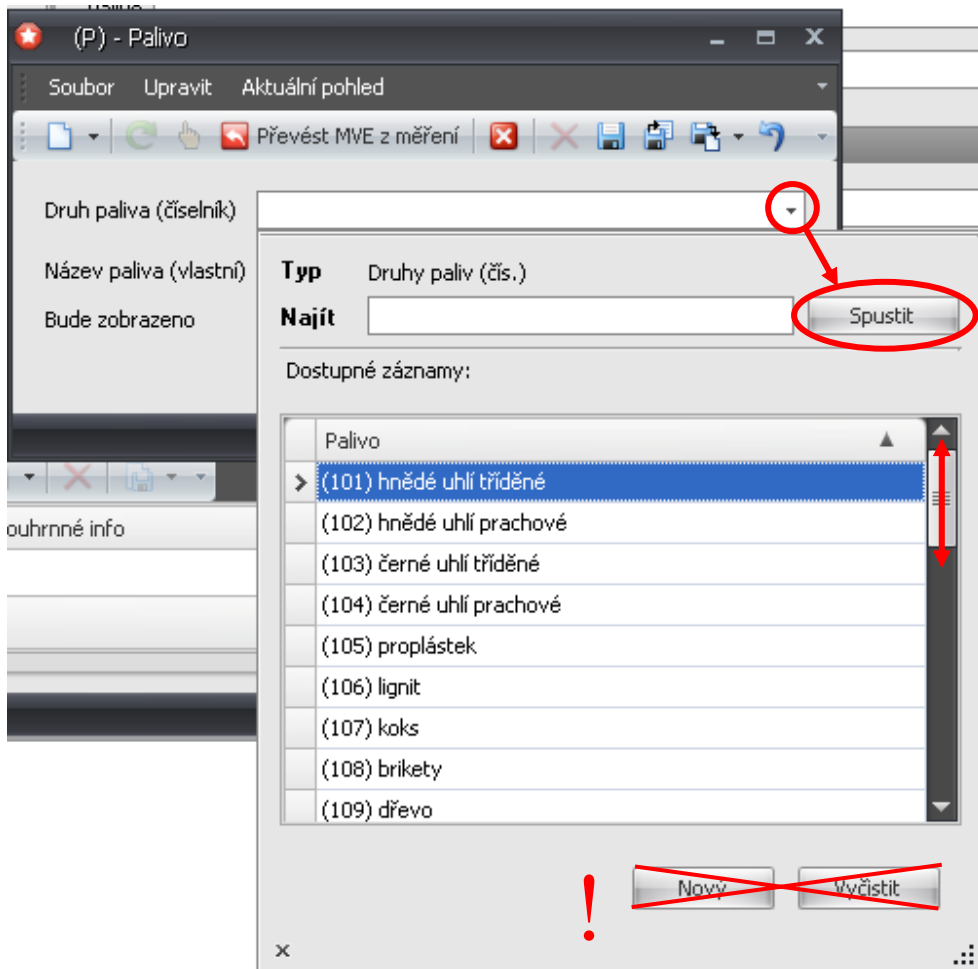 (P) - Palivo
Soubor Upravit Aktuální pohled
Převést MVE z měření
Druh paliva (číselník)
Název paliva (vlastní)
Bude zobrazeno
Typ Druhy paliv (čís.)
Najít Spustit
Dostupné záznamy:
Palivo
(101) hnědé uhlí tříděné
(102) hnědé uhlí prachové
(103) černé uhlí tříděné
(104) černé uhlí prachové
(105) proplástek
(106) lignit
(107) koks
(108) brikety
(109) dřevo
ouhrnné info
! Nový Vyčistit